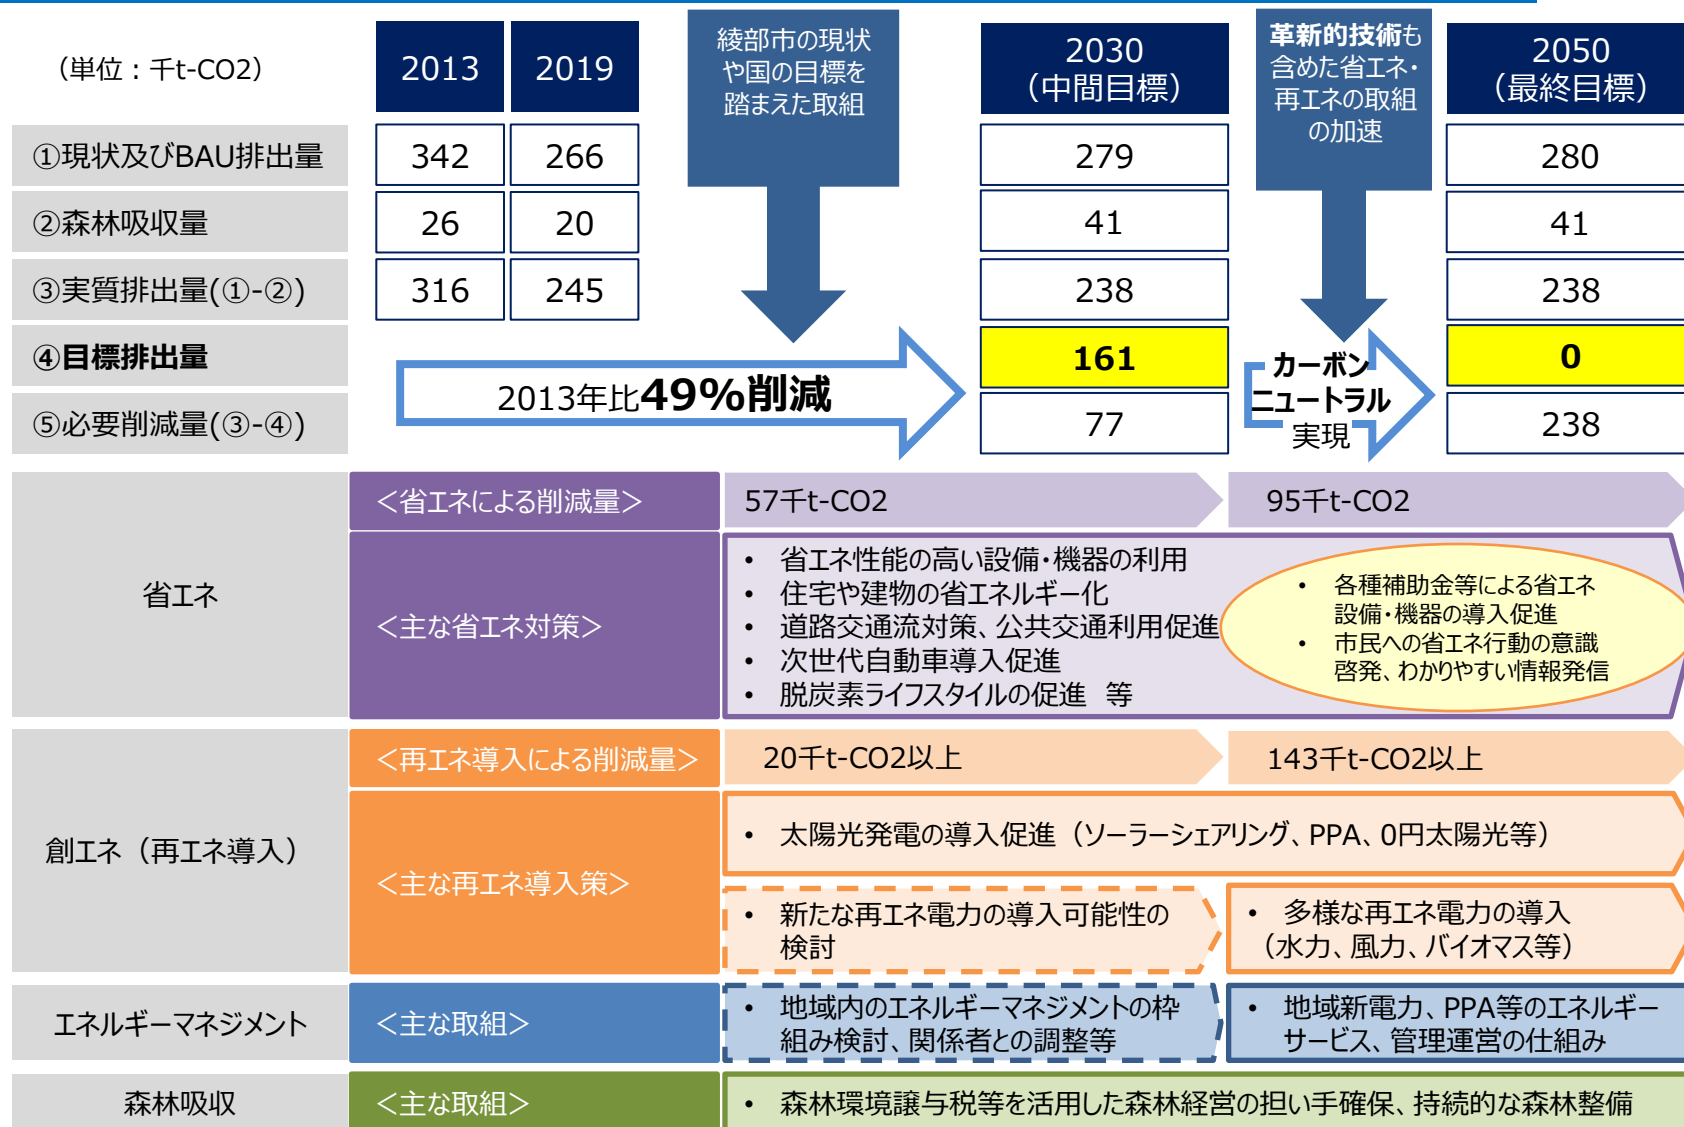 （単位：千t-CO2）
2013
2019
綾部市の現状
や国の目標を
踏まえた取組
2030
（中間目標）
革新的技術も
含めた省エネ・
再エネの取組
の加速
2050
（最終目標）
①現状及びBAU排出量
342
266
279
280
②森林吸収量
26
20
41
41
③実質排出量(①-②)
316
245
238
238
④目標排出量
161
0
2013年比49%削減
カーボン
ニュートラル
実現
⑤必要削減量(③-④)
77
238
省エネ
＜省エネによる削減量＞
57千t-CO2
95千t-CO2
＜主な省エネ対策＞
• 省エネ性能の高い設備・機器の利用
• 住宅や建物の省エネルギー化
• 道路交通流対策、公共交通利用促進
• 次世代自動車導入促進
• 脱炭素ライフスタイルの促進　等
• 各種補助金等による省エネ
設備・機器の導入促進
• 市民への省エネ行動の意識
啓発、わかりやすい情報発信
創エネ（再エネ導入）
＜再エネ導入による削減量＞
20千t-CO2以上
143千t-CO2以上
＜主な再エネ導入策＞
• 太陽光発電の導入促進（ソーラーシェアリング、PPA、0円太陽光等）
• 新たな再エネ電力の導入可能性の
検討
• 多様な再エネ電力の導入
（水力、風力、バイオマス等）
エネルギーマネジメント
＜主な取組＞
• 地域内のエネルギーマネジメントの枠
組み検討、関係者との調整等
• 地域新電力、PPA等のエネルギー
サービス、管理運営の仕組み
森林吸収
＜主な取組＞
• 森林環境譲与税等を活用した森林経営の担い手確保、持続的な森林整備